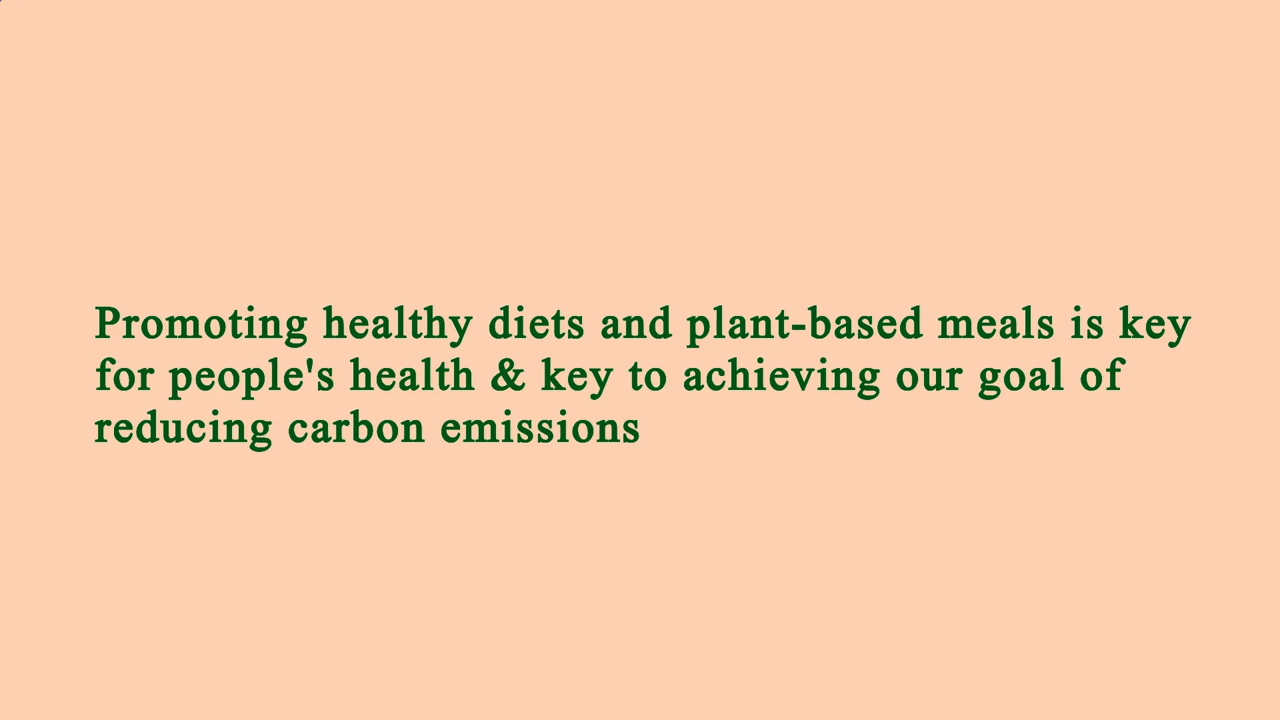 Promoting healthy diets and plant-based meals is key
for people's health & key to achieving our goal of
reducing carbon emissions